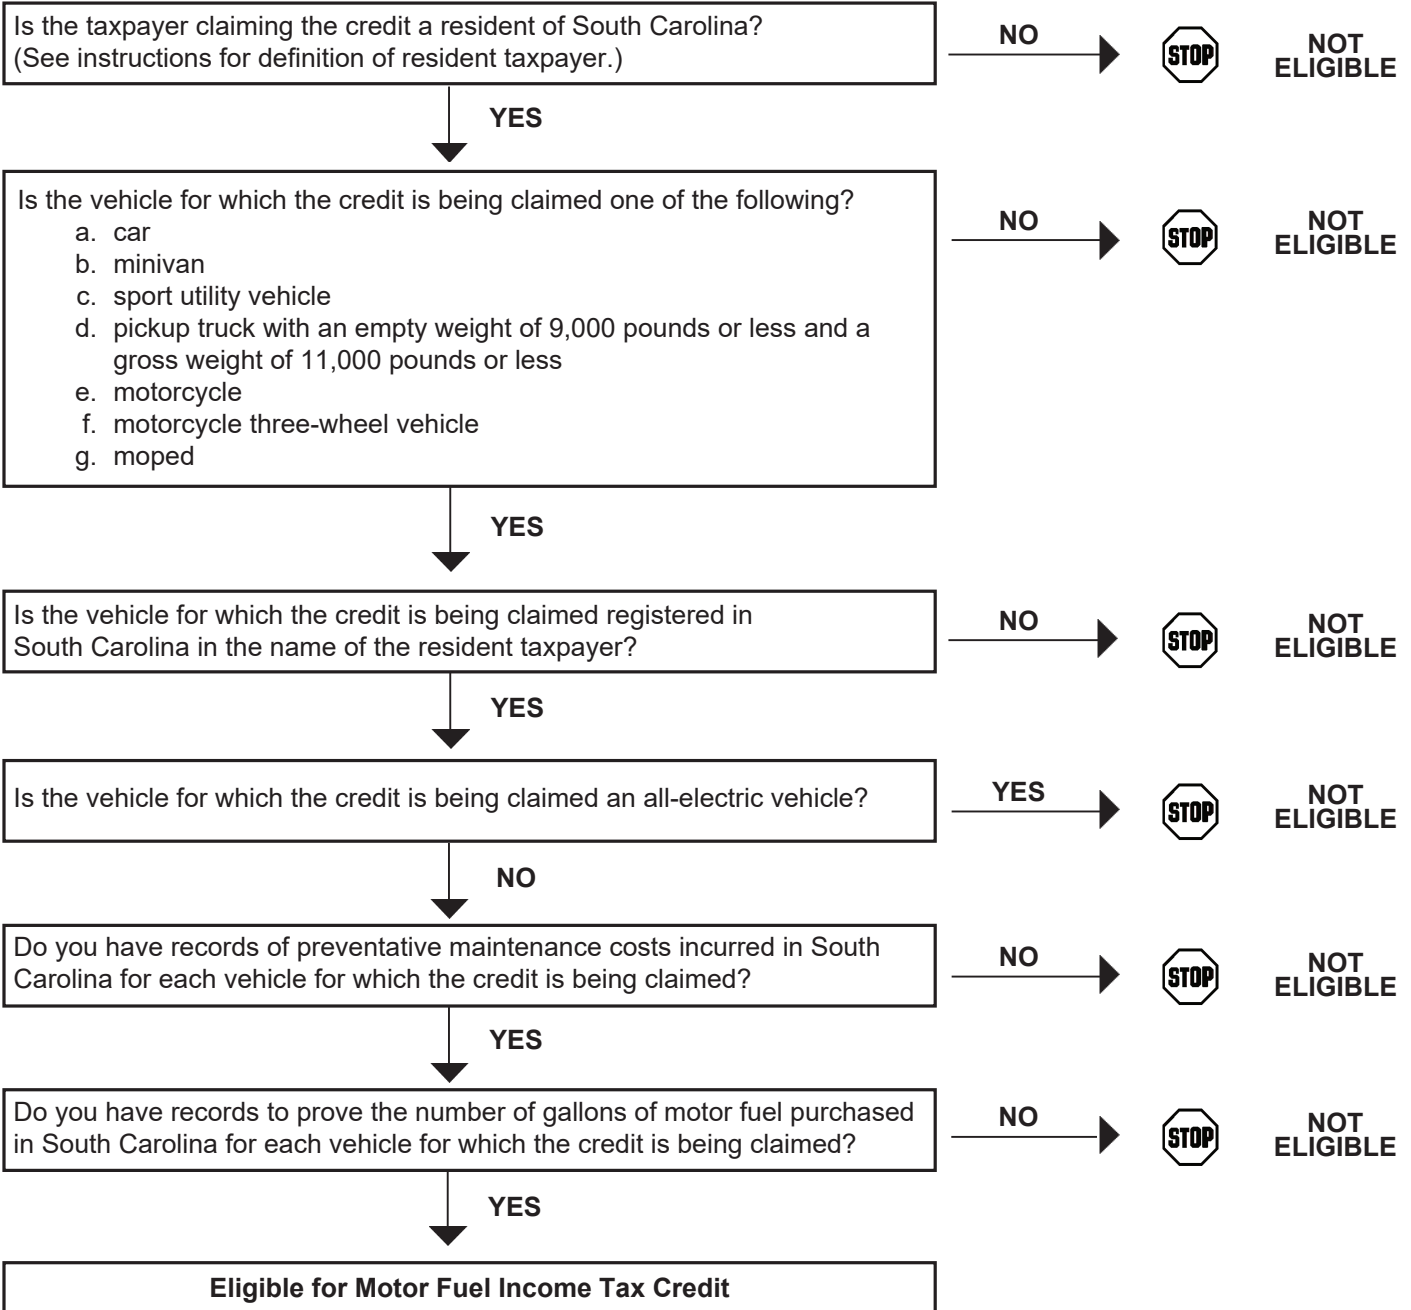 Is the taxpayer claiming the credit a resident of South Carolina?
(See instructions for definition of resident taxpayer.)
NO
STOP
NOT
ELIGIBLE
YES
Is the vehicle for which the credit is being claimed one of the following?
a. car
b. minivan
c. sport utility vehicle
d. pickup truck with an empty weight of 9,000 pounds or less and a
gross weight of 11,000 pounds or less
e. motorcycle
f. motorcycle three-wheel vehicle
g. moped
NO
STOP
NOT
ELIGIBLE
YES
Is the vehicle for which the credit is being claimed registered in
South Carolina in the name of the resident taxpayer?
NO
STOP
NOT
ELIGIBLE
YES
Is the vehicle for which the credit is being claimed an all-electric vehicle?
YES
STOP
NOT
ELIGIBLE
NO
Do you have records of preventative maintenance costs incurred in South
Carolina for each vehicle for which the credit is being claimed?
NO
STOP
NOT
ELIGIBLE
YES
Do you have records to prove the number of gallons of motor fuel purchased
in South Carolina for each vehicle for which the credit is being claimed?
NO
STOP
NOT
ELIGIBLE
YES
Eligible for Motor Fuel Income Tax Credit